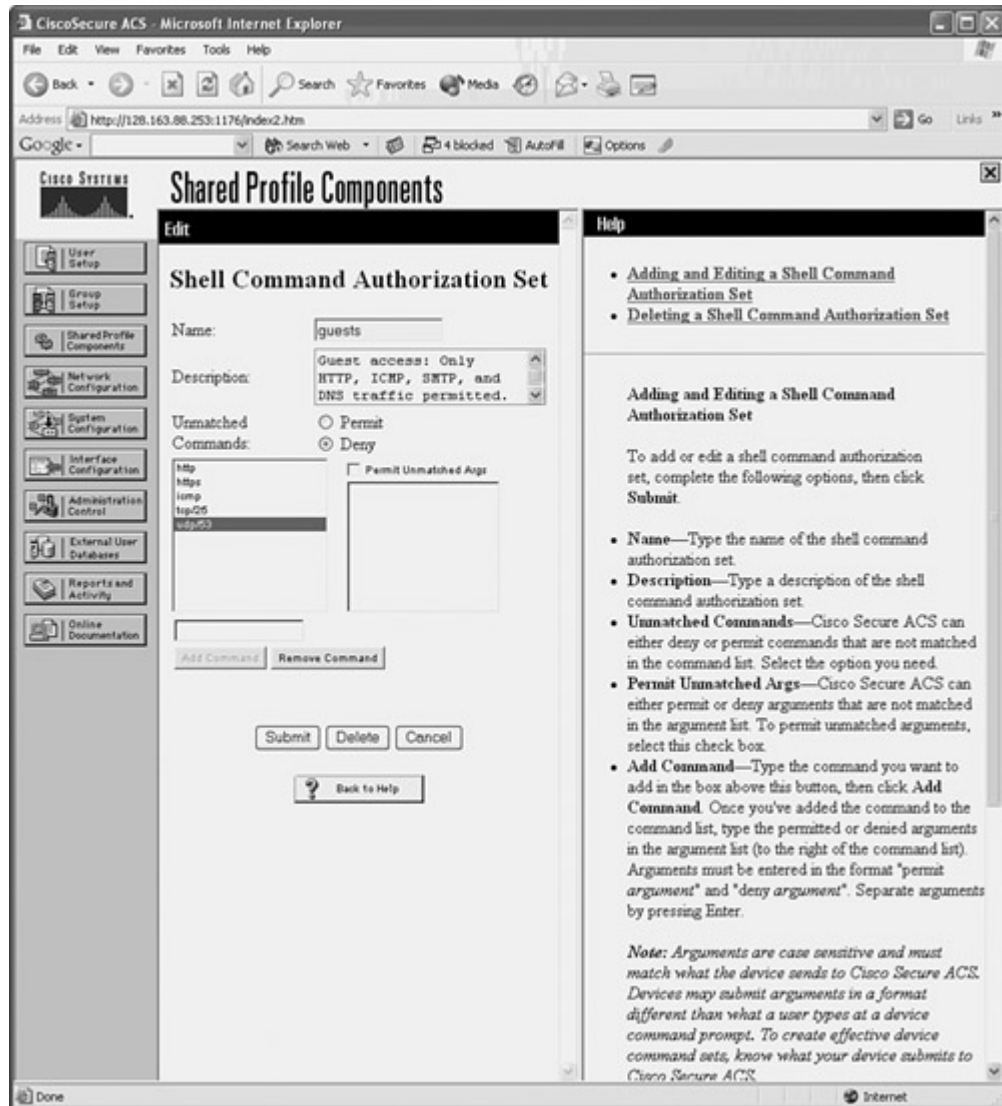 CiscoSecure ACS - Microsoft Internet Explorer
File Edit View Favorites Tools Help
Back Search Favorites Media
Address http://128.163.88.253:1176/index2.htm Go Links »
Google Search Web 4 blocked AutoFill Options
CISCO SYSTEMS
Shared Profile Components
User Setup
Group Setup
Shared Profile Components
Network Configuration
System Configuration
Interface Configuration
Administration Control
External User Databases
Reports and Activity
Online Documentation
Edit
Shell Command Authorization Set
Name: guests
Description: Guest access: Only
HTTP, ICMP, SMTP, and
DNS traffic permitted.
Unmatched Commands:
Permit
Deny
http
https
icmp
tcp/25
udp/53
Permit Unmatched Args
Add Command Remove Command
Submit Delete Cancel
? Back to Help
Help
• Adding and Editing a Shell Command
Authorization Set
• Deleting a Shell Command Authorization Set
Adding and Editing a Shell Command
Authorization Set
To add or edit a shell command authorization
set, complete the following options, then click
Submit.
• Name—Type the name of the shell command
authorization set.
• Description—Type a description of the shell
command authorization set.
• Unmatched Commands—Cisco Secure ACS can
either deny or permit commands that are not matched
in the command list. Select the option you need.
• Permit Unmatched Args—Cisco Secure ACS can
either permit or deny arguments that are not matched
in the argument list. To permit unmatched arguments,
select this check box.
• Add Command—Type the command you want to
add in the box above this button, then click Add
Command. Once you've added the command to the
command list, type the permitted or denied arguments
in the argument list (to the right of the command list).
Arguments must be entered in the format "permit
argument" and "deny argument". Separate arguments
by pressing Enter.
Note: Arguments are case sensitive and must
match what the device sends to Cisco Secure ACS.
Devices may submit arguments in a format
different than what a user types at a device
command prompt. To create effective device
command sets, know what your device submits to
Cisco Secure ACS.
Done Internet